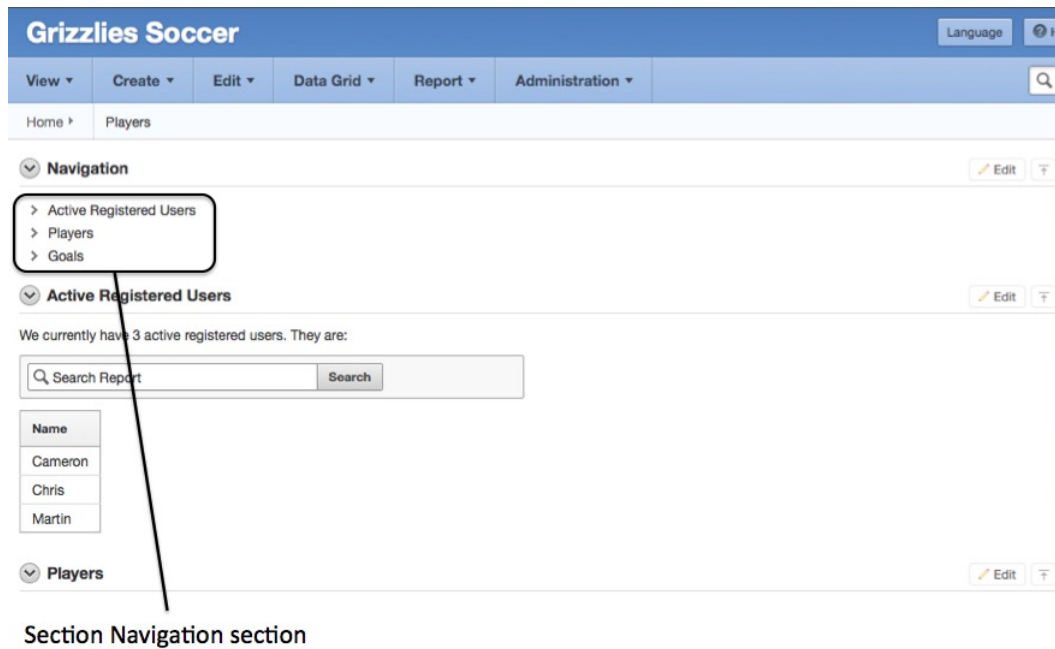 Grizzlies Soccer
Language
View Create Edit Data Grid Report Administration
Home Players
Navigation Edit
Active Registered Users
Players
Goals
Active Registered Users Edit
We currently have 3 active registered users. They are:
Search Report Search
Name
Cameron
Chris
Martin
Players Edit
Section Navigation section